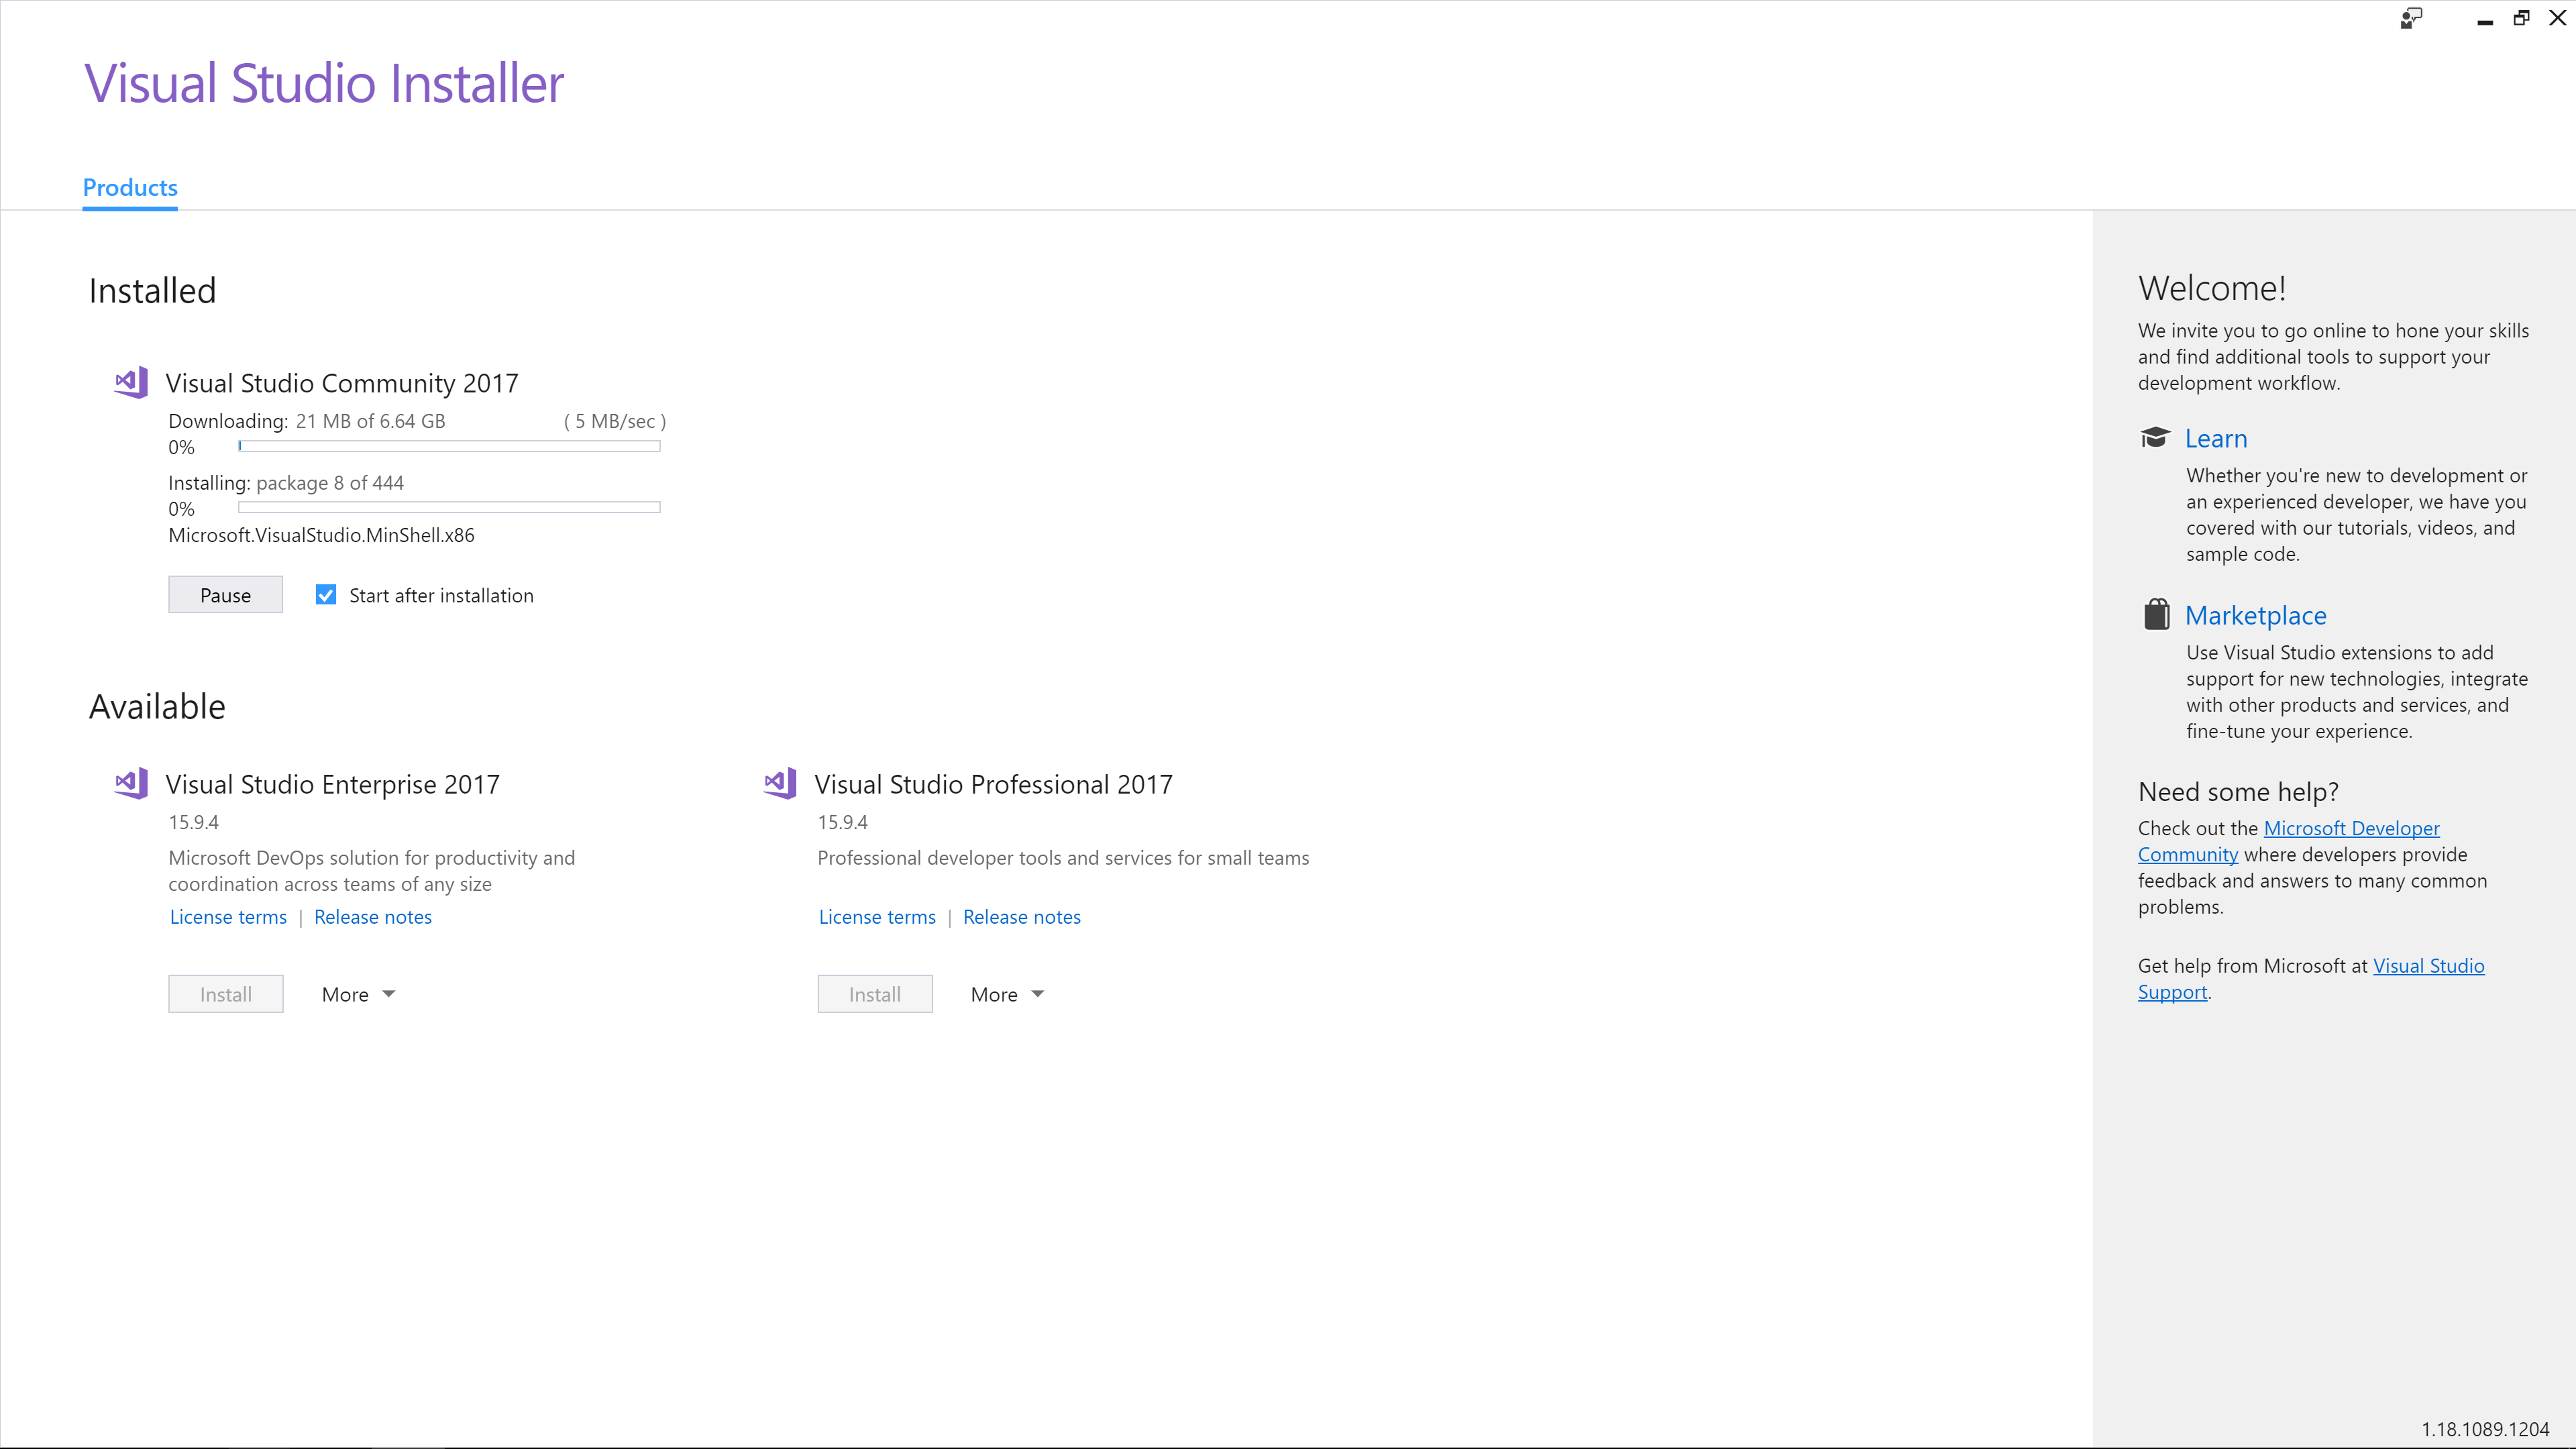 Visual Studio Installer
Products
Installed
Visual Studio Community 2017
Downloading: 21 MB of 6.64 GB ( 5 MB/sec )
0%
Installing: package 8 of 444
0%
Microsoft.VisualStudio.MinShell.x86
Pause Start after installation
Available
Visual Studio Enterprise 2017
15.9.4
Microsoft DevOps solution for productivity and
coordination across teams of any size
License terms | Release notes
Install More
Visual Studio Professional 2017
15.9.4
Professional developer tools and services for small teams
License terms | Release notes
Install More
Welcome!
We invite you to go online to hone your skills
and find additional tools to support your
development workflow.
Learn
Whether you're new to development or
an experienced developer, we have you
covered with our tutorials, videos, and
sample code.
Marketplace
Use Visual Studio extensions to add
support for new technologies, integrate
with other products and services, and
fine-tune your experience.
Need some help?
Check out the Microsoft Developer
Community where developers provide
feedback and answers to many common
problems.
Get help from Microsoft at Visual Studio
Support.
1.18.1089.1204